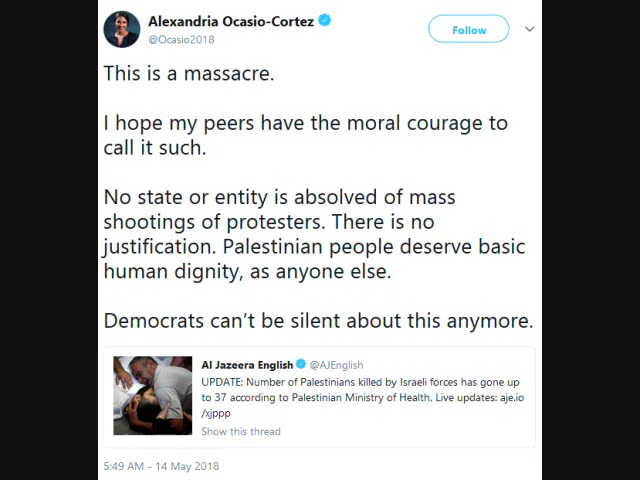 Alexandria Ocasio-Cortez
@Ocasio2018
Follow
This is a massacre.
I hope my peers have the moral courage to
call it such.
No state or entity is absolved of mass
shootings of protesters. There is no
justification. Palestinian people deserve basic
human dignity, as anyone else.
Democrats can’t be silent about this anymore.
Al Jazeera English @AJEnglish
UPDATE: Number of Palestinians killed by Israeli forces has gone up
to 37 according to Palestinian Ministry of Health. Live updates: aje.io
/xjppp
Show this thread
5:49 AM - 14 May 2018